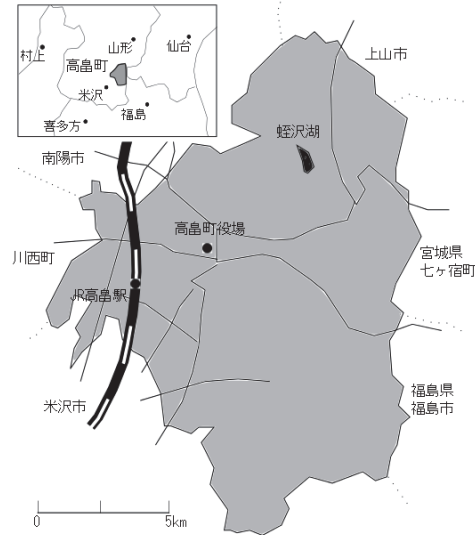 山形
仙台
村上
高畠町
米沢
福島
喜多方
上山市
蛭沢湖
南陽市
高畠町役場
川西町
宮城県
七ヶ宿町
JR高畠駅
福島県
福島市
米沢市
0
5km